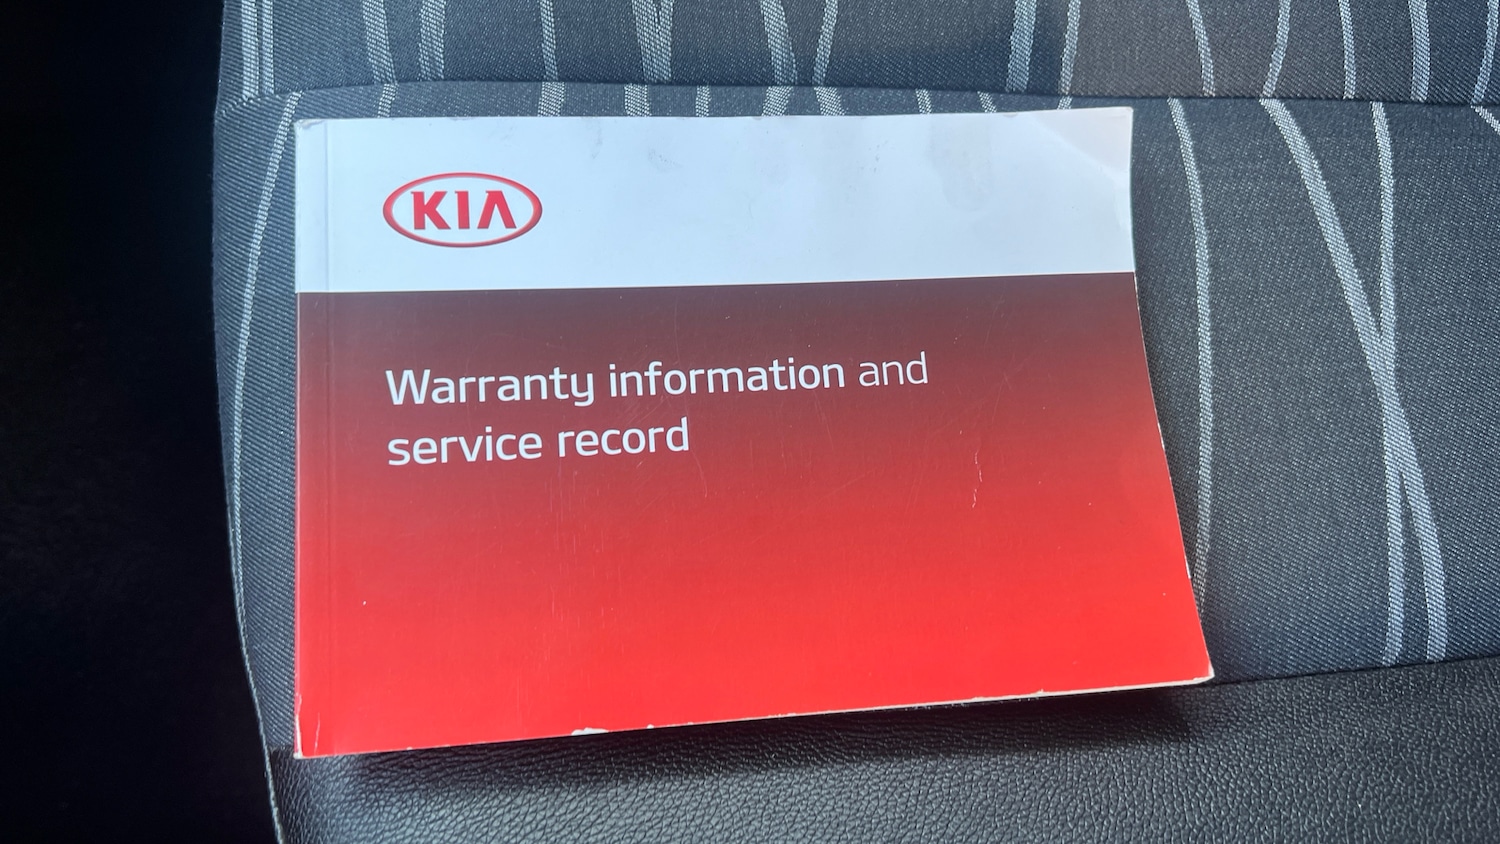 KIA
Warranty information and
service record